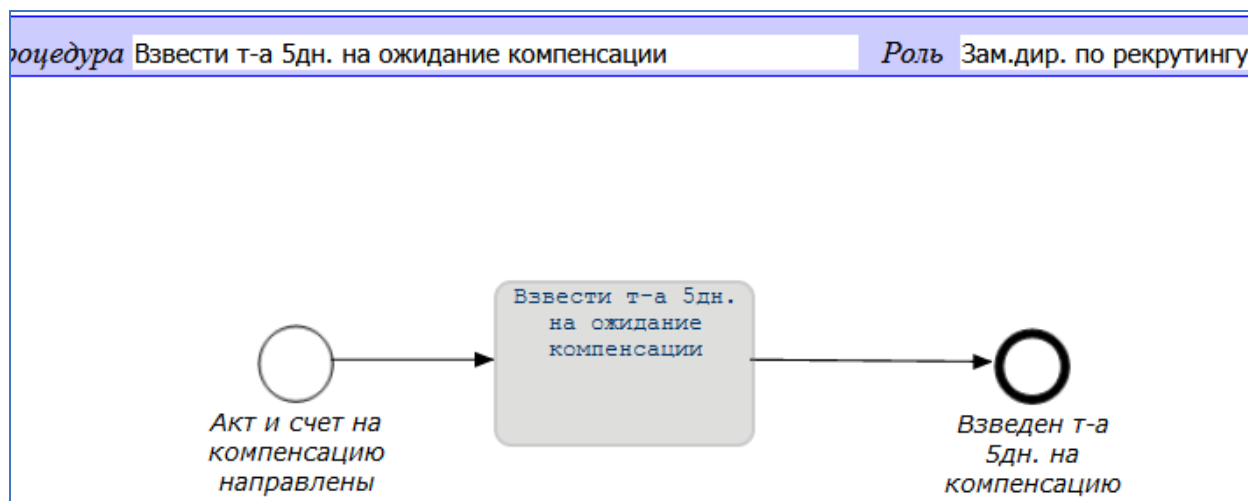 роцедура Взвести т-а 5дн. на ожидание компенсации Роль Зам.дир. по рекрутингу
Взвести т-а 5дн.
на ожидание
компенсации
Акт и счет на
компенсацию
направлены
Взведен т-а
5дн. на
компенсацию